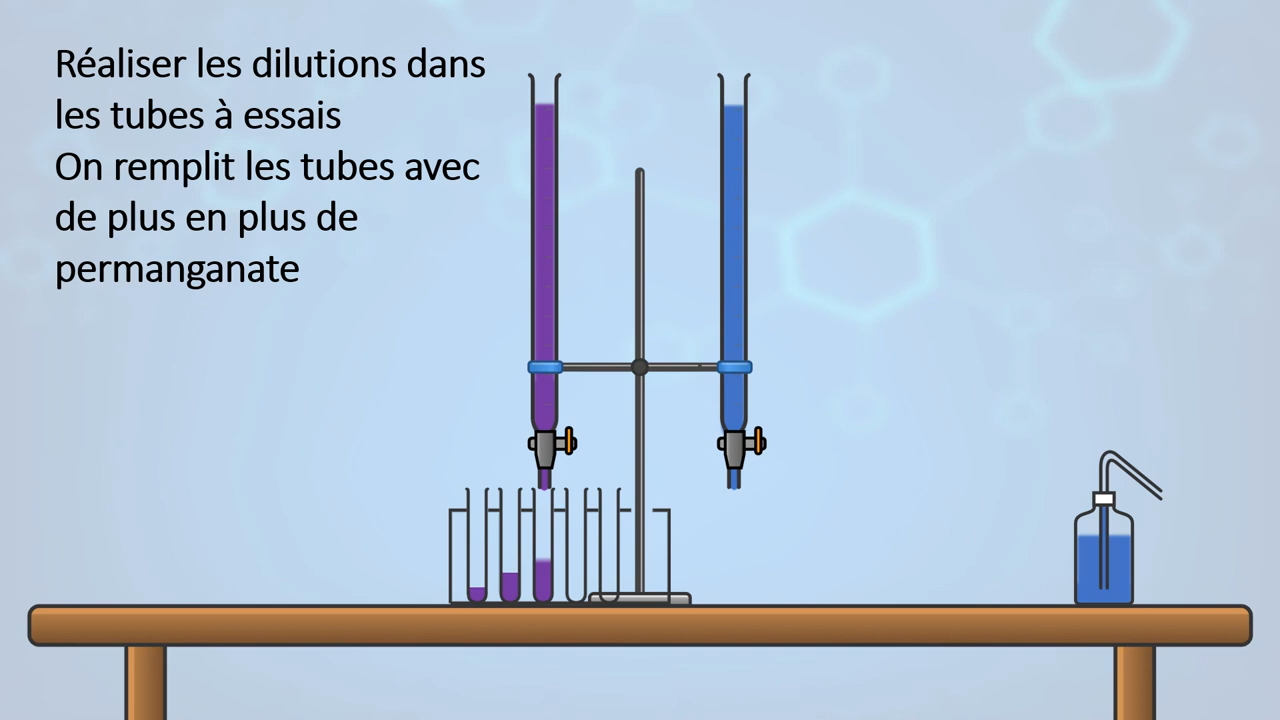 Réaliser les dilutions dans
les tubes à essais
On remplit les tubes avec
de plus en plus de
permanganate